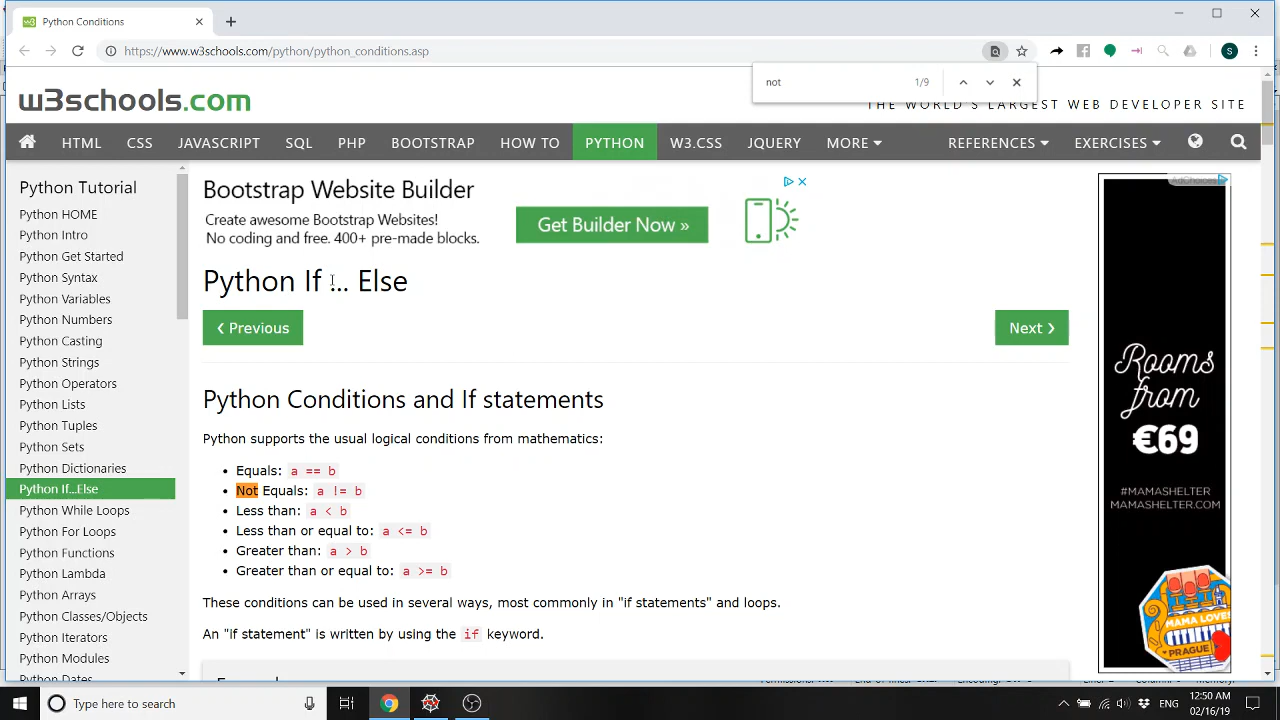 Python Conditions
https://www.w3schools.com/python/python_conditions.asp
S
not 1/9
w3schools.com
THE WORLD'S LARGEST WEB DEVELOPER SITE
HTML CSS JAVASCRIPT SQL PHP BOOTSTRAP HOW TO PYTHON W3.CSS JQUERY MORE REFERENCES EXERCISES
Python Tutorial
Python HOME
Python Intro
Python Get Started
Python Syntax
Python Variables
Python Numbers
Python Casting
Python Strings
Python Operators
Python Lists
Python Tuples
Python Sets
Python Dictionaries
Python If...Else
Python While Loops
Python For Loops
Python Functions
Python Lambda
Python Arrays
Python Classes/Objects
Python Iterators
Python Modules
Python Dates
Bootstrap Website Builder
Create awesome Bootstrap Websites!
No coding and free. 400+ pre-made blocks.
Get Builder Now »
Python If ... Else
❮ Previous
Next ❯
Python Conditions and If statements
Python supports the usual logical conditions from mathematics:
• Equals: a == b
• Not Equals: a != b
• Less than: a < b
• Less than or equal to: a <= b
• Greater than: a > b
• Greater than or equal to: a >= b
These conditions can be used in several ways, most commonly in "if statements" and loops.
An "if statement" is written by using the if keyword.
AdChoices
Rooms
from
€69
#MAMASHELTER
MAMASHELTER.COM
MAMA LOVES
PRAGUE
Type here to search
ENG
12:50 AM
02/16/19